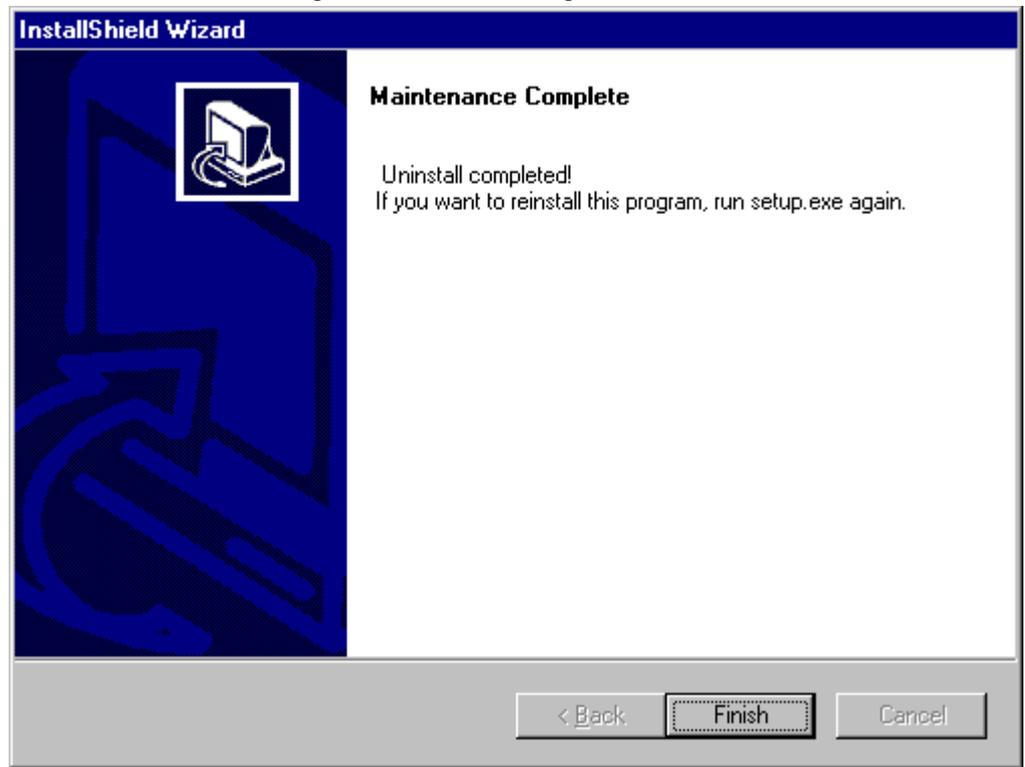 InstallShield Wizard
Maintenance Complete
Uninstall completed!
If you want to reinstall this program, run setup.exe again.
< Back
Finish
Cancel